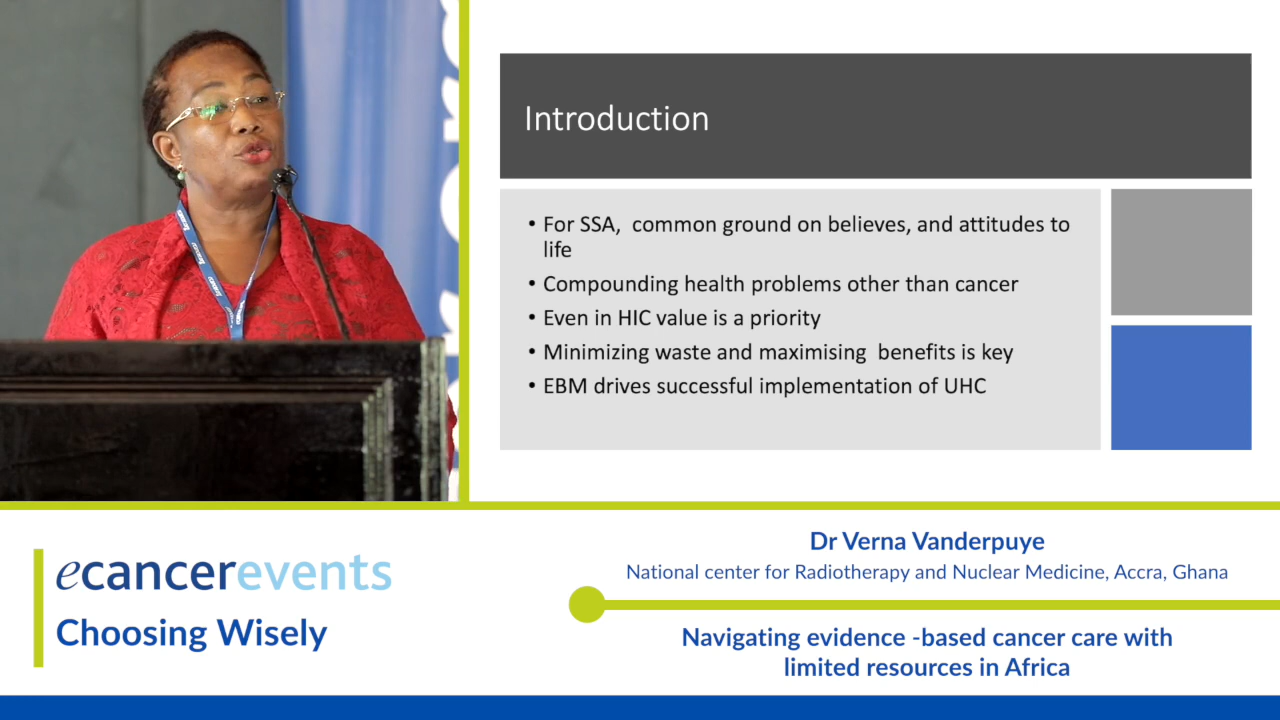 Introduction
• For SSA,  common ground on believes, and attitudes to
life
• Compounding health problems other than cancer
• Even in HIC value is a priority
• Minimizing waste and maximising  benefits is key
• EBM drives successful implementation of UHC
ecancerevents
Choosing Wisely
Dr Verna Vanderpuye
National center for Radiotherapy and Nuclear Medicine, Accra, Ghana
Navigating evidence -based cancer care with
limited resources in Africa